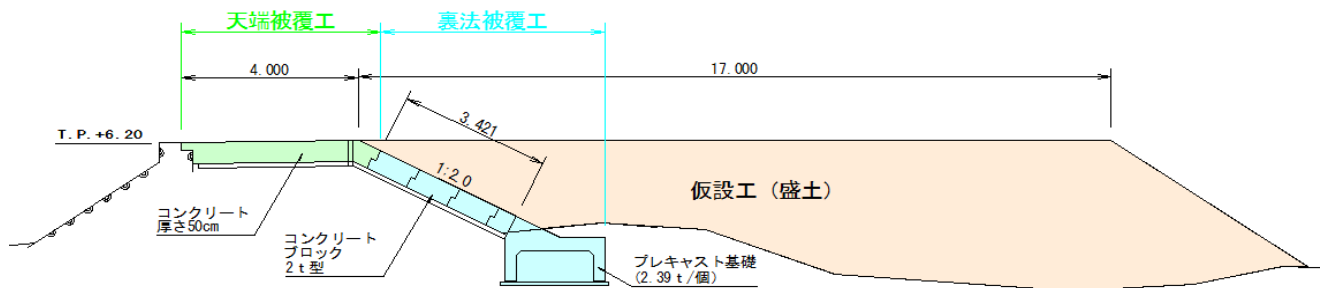 天端被覆工
裏法被覆工
4.000
17.000
T.P.+6.20
3.421
1:2.0
仮設工（盛土）
コンクリート
厚さ50cm
コンクリート
ブロック
2ｔ型
プレキャスト基礎
(2.39ｔ/個)